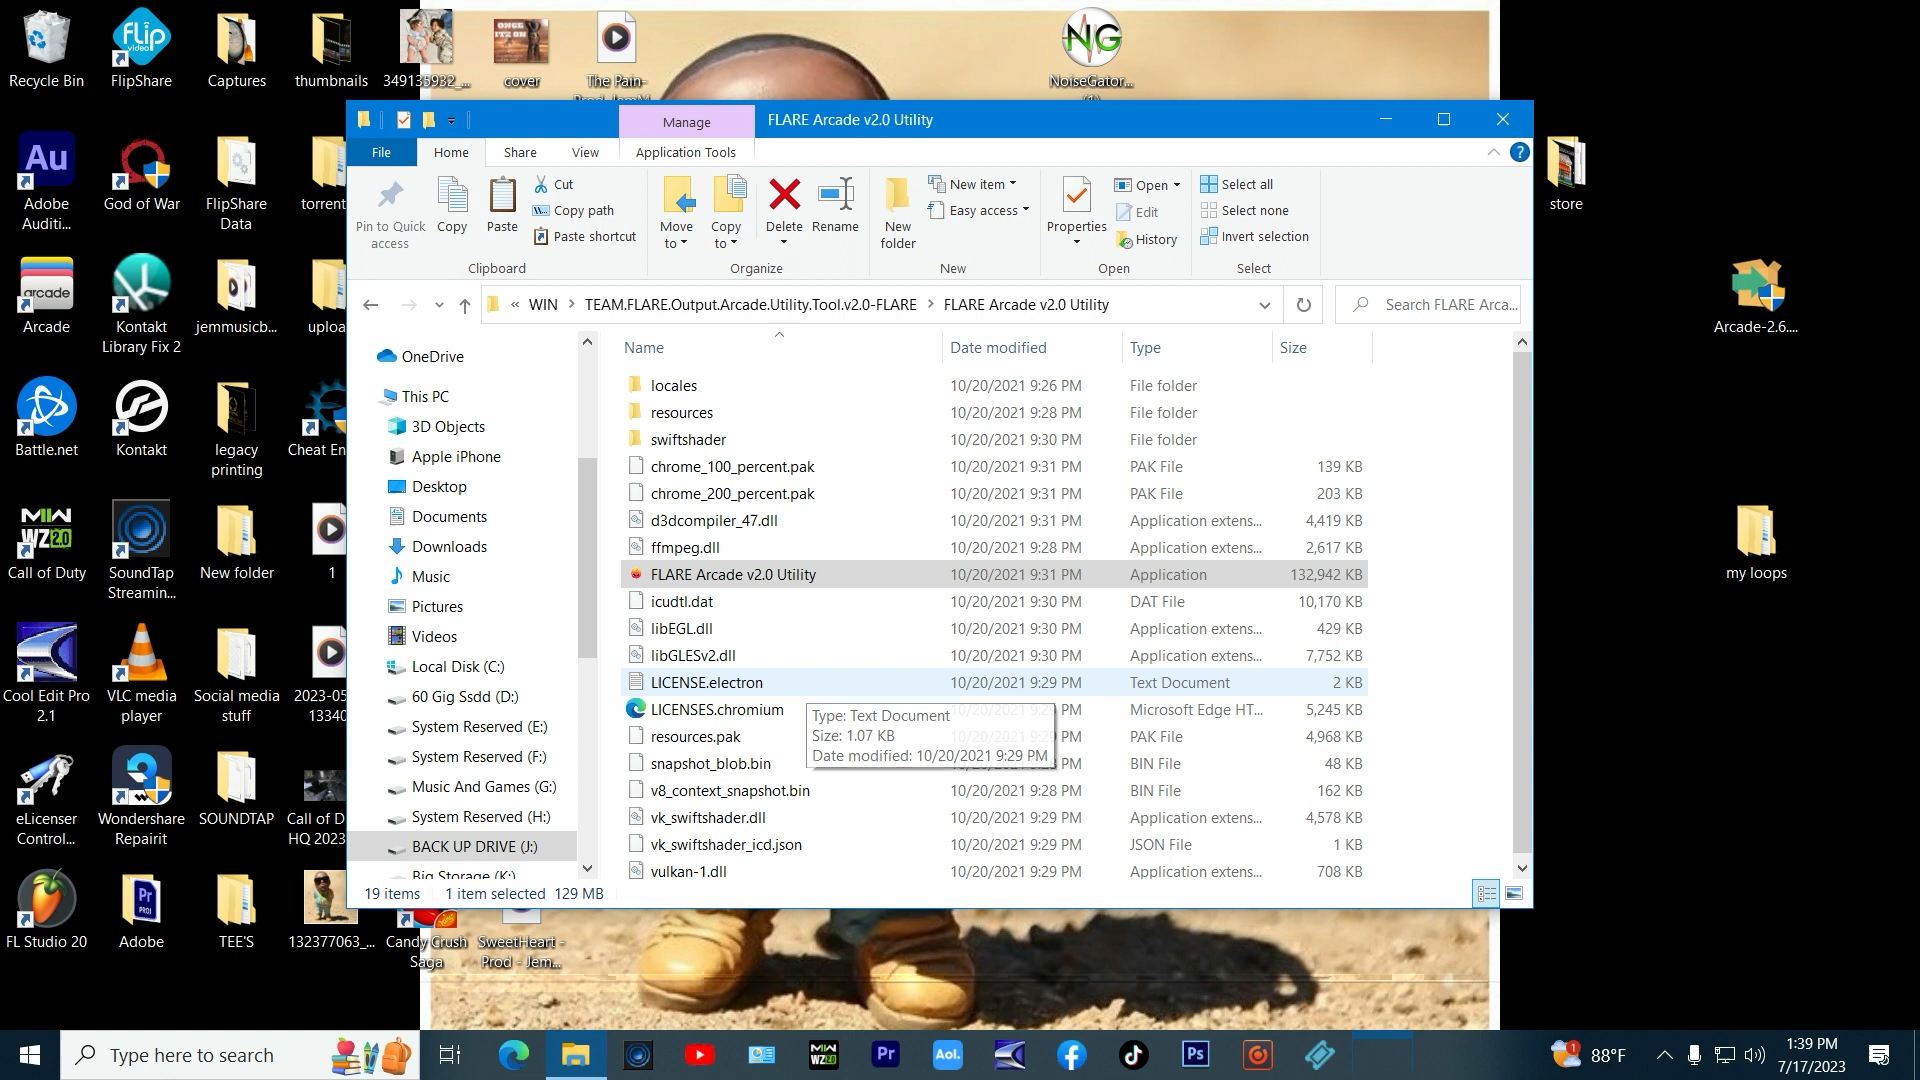 Recycle Bin
FlipShare
Captures
thumbnails
349135932_...
cover
The Pain-
NG
NoiseGator...
Au
Adobe
Auditi...
God of War
FlipShare
Data
torrent
arcade
Arcade
Kontakt
Library Fix 2
jemmusicb...
uploa
Battle.net
Kontakt
legacy
printing
Cheat En
MW
WZ2.0
Call of Duty
SoundTap
Streamin...
New folder
1
Cool Edit Pro
2.1
VLC media
player
Social media
stuff
2023-05
13340
eLicenser
Control...
Wondershare
Repairit
SOUNDTAP
Call of D
HQ 2023
FL Studio 20
Pr
PROJ
Adobe
TEE'S
132377063_...
Candy Crush
Saga
SweetHeart -
Prod - Jem...
store
Arcade-2.6....
my loops
Manage
FLARE Arcade v2.0 Utility
File
Home
Share
View
Application Tools
Pin to Quick
access
Copy
Paste
Cut
Copy path
Paste shortcut
Clipboard
Move
to
Copy
to
Delete
Rename
Organize
New
folder
New item
Easy access
New
Properties
Open
Edit
History
Open
Select all
Select none
Invert selection
Select
« WIN > TEAM.FLARE.Output.Arcade.Utility.Tool.v2.0-FLARE > FLARE Arcade v2.0 Utility
Search FLARE Arca...
OneDrive
This PC
3D Objects
Apple iPhone
Desktop
Documents
Downloads
Music
Pictures
Videos
Local Disk (C:)
60 Gig Ssdd (D:)
System Reserved (E:)
System Reserved (F:)
Music And Games (G:)
System Reserved (H:)
BACK UP DRIVE (J:)
Big Storage (K:)
Name Date modified Type Size
locales 10/20/2021 9:26 PM File folder
resources 10/20/2021 9:28 PM File folder
swiftshader 10/20/2021 9:30 PM File folder
chrome_100_percent.pak 10/20/2021 9:31 PM PAK File 139 KB
chrome_200_percent.pak 10/20/2021 9:31 PM PAK File 203 KB
d3dcompiler_47.dll 10/20/2021 9:31 PM Application extens... 4,419 KB
ffmpeg.dll 10/20/2021 9:28 PM Application extens... 2,617 KB
FLARE Arcade v2.0 Utility 10/20/2021 9:31 PM Application 132,942 KB
icudtl.dat 10/20/2021 9:30 PM DAT File 10,170 KB
libEGL.dll 10/20/2021 9:30 PM Application extens... 429 KB
libGLESv2.dll 10/20/2021 9:30 PM Application extens... 7,752 KB
LICENSE.electron 10/20/2021 9:29 PM Text Document 2 KB
LICENSES.chromium PM Microsoft Edge HT... 5,245 KB
resources.pak PM PAK File 4,968 KB
snapshot_blob.bin PM BIN File 48 KB
v8_context_snapshot.bin 10/20/2021 9:28 PM BIN File 162 KB
vk_swiftshader.dll 10/20/2021 9:29 PM Application extens... 4,578 KB
vk_swiftshader_icd.json 10/20/2021 9:29 PM JSON File 1 KB
vulkan-1.dll 10/20/2021 9:29 PM Application extens... 708 KB
Type: Text Document
Size: 1.07 KB
Date modified: 10/20/2021 9:29 PM
19 items 1 item selected 129 MB
Type here to search
MW
WZ2.0
Pr
Aol.
Ps
1
88°F
1:39 PM
7/17/2023